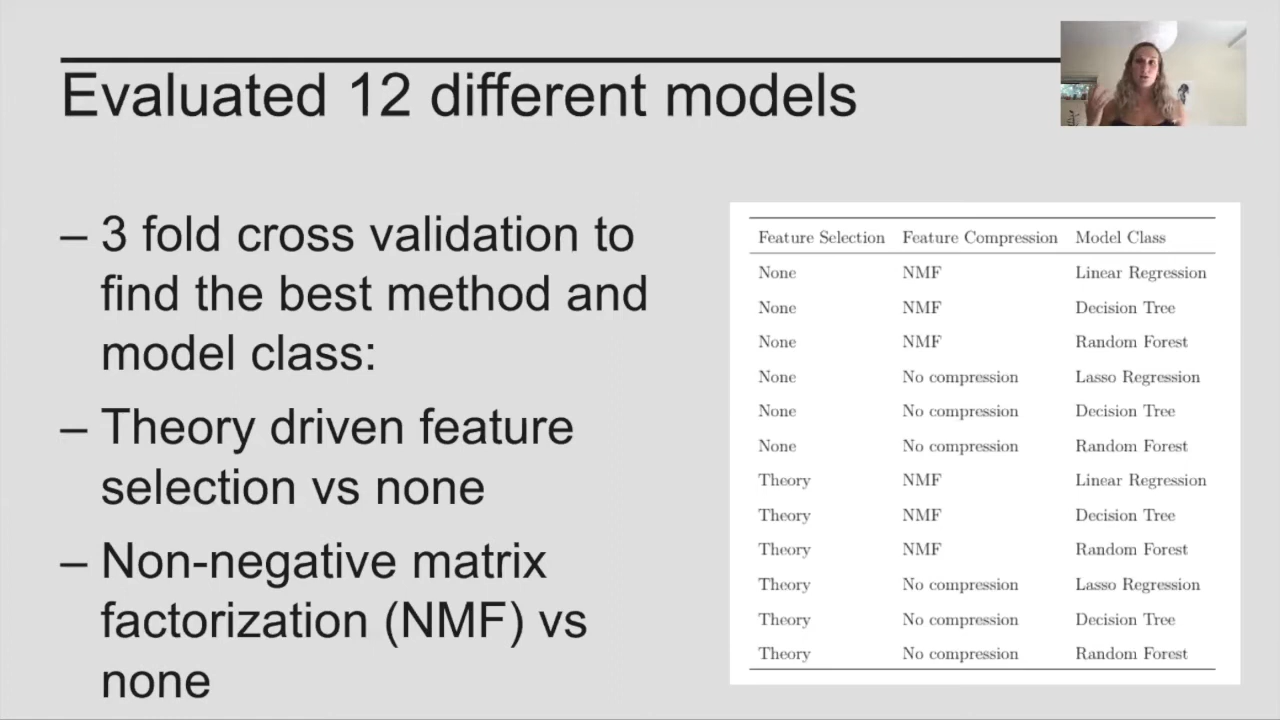 Evaluated 12 different models
– 3 fold cross validation to
find the best method and
model class:
– Theory driven feature
selection vs none
– Non-negative matrix
factorization (NMF) vs
none
Feature Selection Feature Compression Model Class
None NMF Linear Regression
None NMF Decision Tree
None NMF Random Forest
None No compression Lasso Regression
None No compression Decision Tree
None No compression Random Forest
Theory NMF Linear Regression
Theory NMF Decision Tree
Theory NMF Random Forest
Theory No compression Lasso Regression
Theory No compression Decision Tree
Theory No compression Random Forest